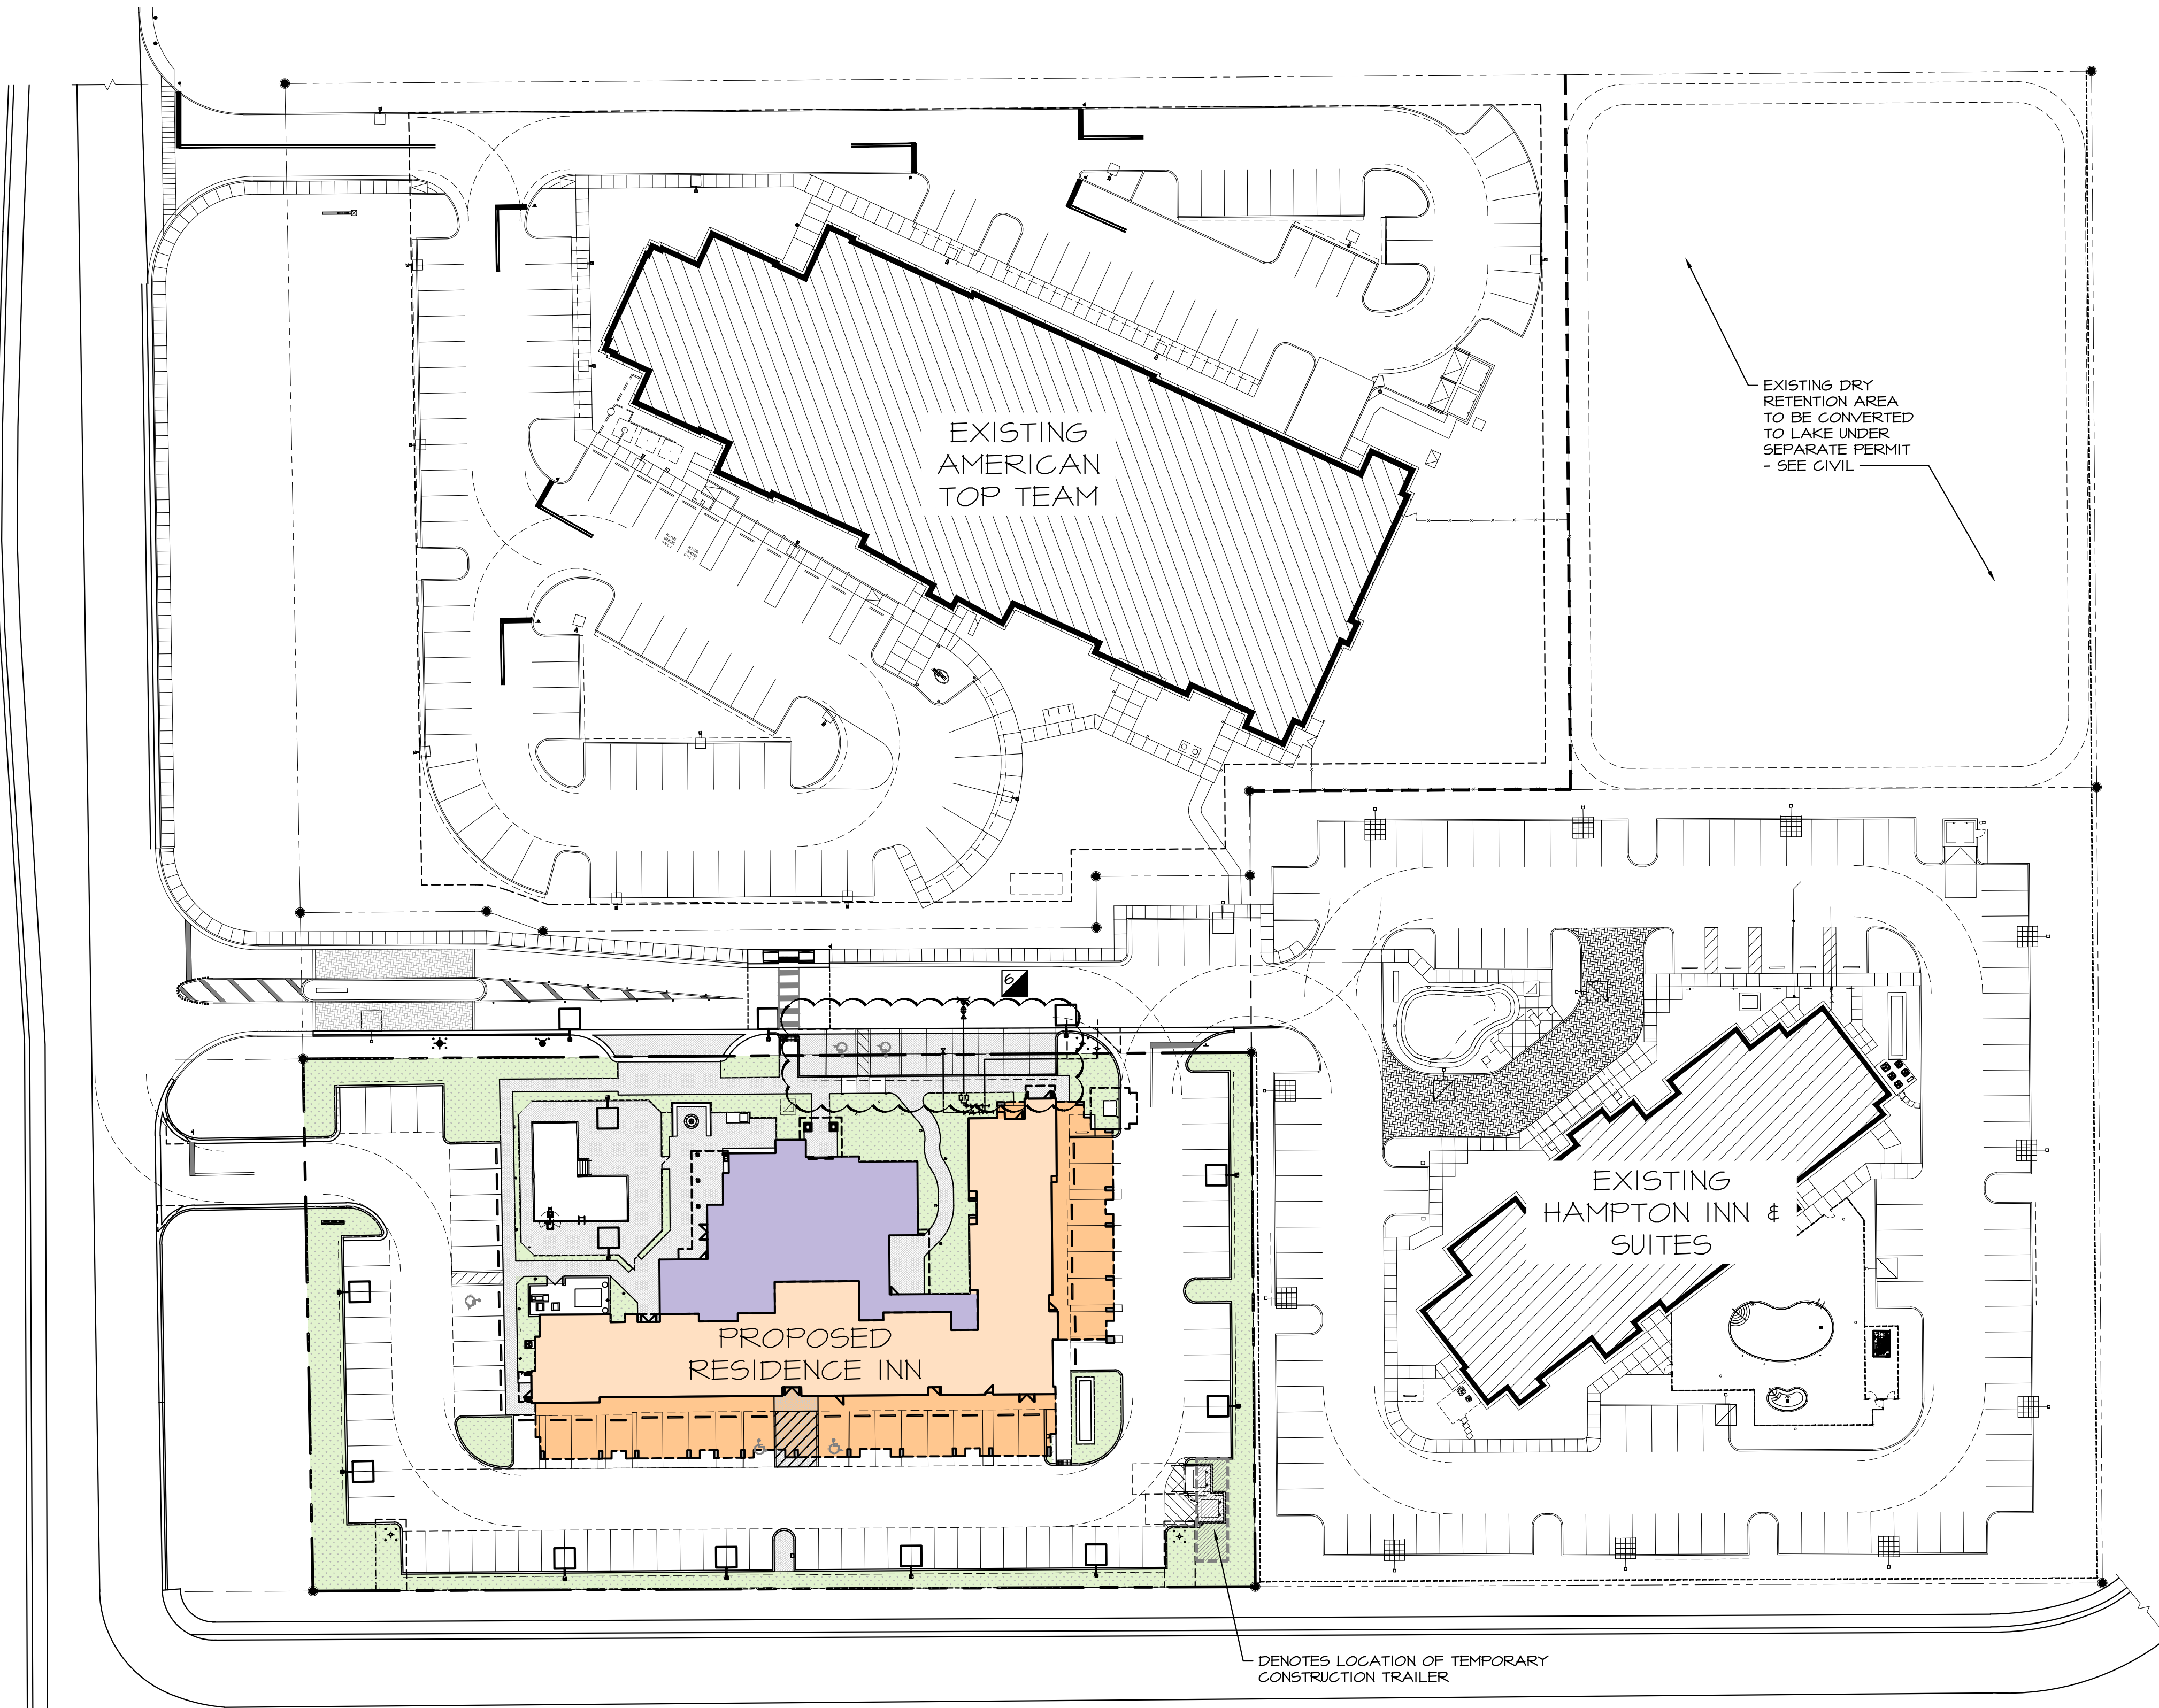 EXISTING
AMERICAN
TOP TEAM
EXISTING DRY
RETENTION AREA
TO BE CONVERTED
TO LAKE UNDER
SEPARATE PERMIT
- SEE CIVIL
6
EXISTING
HAMPTON INN &
SUITES
PROPOSED
RESIDENCE INN
DENOTES LOCATION OF TEMPORARY
CONSTRUCTION TRAILER